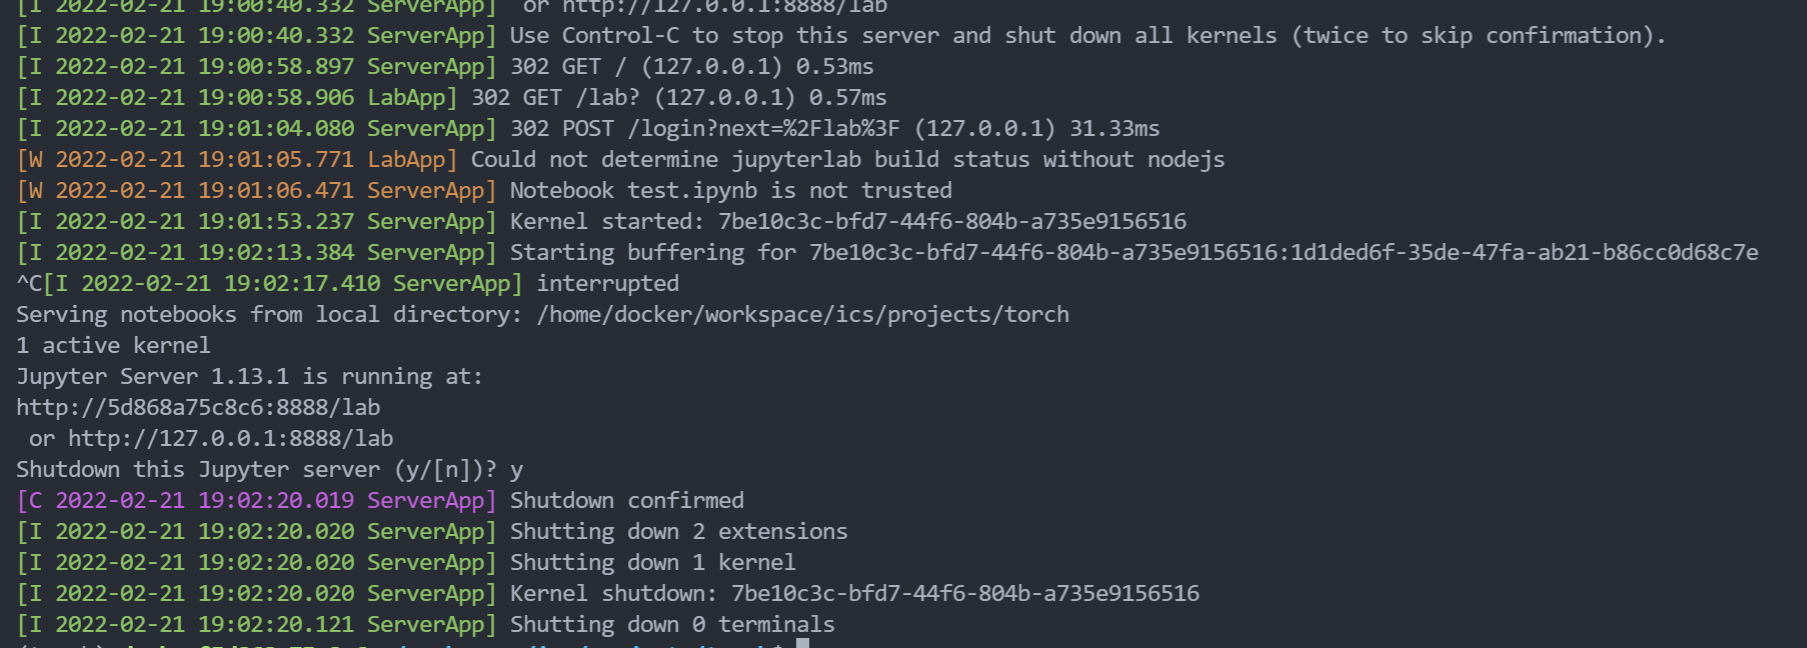 [I 2022-02-21 19:00:40.332 ServerApp]  or http://127.0.0.1:8888/lab
[I 2022-02-21 19:00:40.332 ServerApp] Use Control-C to stop this server and shut down all kernels (twice to skip confirmation).
[I 2022-02-21 19:00:58.897 ServerApp] 302 GET / (127.0.0.1) 0.53ms
[I 2022-02-21 19:00:58.906 LabApp] 302 GET /lab? (127.0.0.1) 0.57ms
[I 2022-02-21 19:01:04.080 ServerApp] 302 POST /login?next=%2Flab%3F (127.0.0.1) 31.33ms
[W 2022-02-21 19:01:05.771 LabApp] Could not determine jupyterlab build status without nodejs
[W 2022-02-21 19:01:06.471 ServerApp] Notebook test.ipynb is not trusted
[I 2022-02-21 19:01:53.237 ServerApp] Kernel started: 7be10c3c-bfd7-44f6-804b-a735e9156516
[I 2022-02-21 19:02:13.384 ServerApp] Starting buffering for 7be10c3c-bfd7-44f6-804b-a735e9156516:1d1ded6f-35de-47fa-ab21-b86cc0d68c7e
^C[I 2022-02-21 19:02:17.410 ServerApp] interrupted
Serving notebooks from local directory: /home/docker/workspace/ics/projects/torch
1 active kernel
Jupyter Server 1.13.1 is running at:
http://5d868a75c8c6:8888/lab
 or http://127.0.0.1:8888/lab
Shutdown this Jupyter server (y/[n])? y
[C 2022-02-21 19:02:20.019 ServerApp] Shutdown confirmed
[I 2022-02-21 19:02:20.020 ServerApp] Shutting down 2 extensions
[I 2022-02-21 19:02:20.020 ServerApp] Shutting down 1 kernel
[I 2022-02-21 19:02:20.020 ServerApp] Kernel shutdown: 7be10c3c-bfd7-44f6-804b-a735e9156516
[I 2022-02-21 19:02:20.121 ServerApp] Shutting down 0 terminals